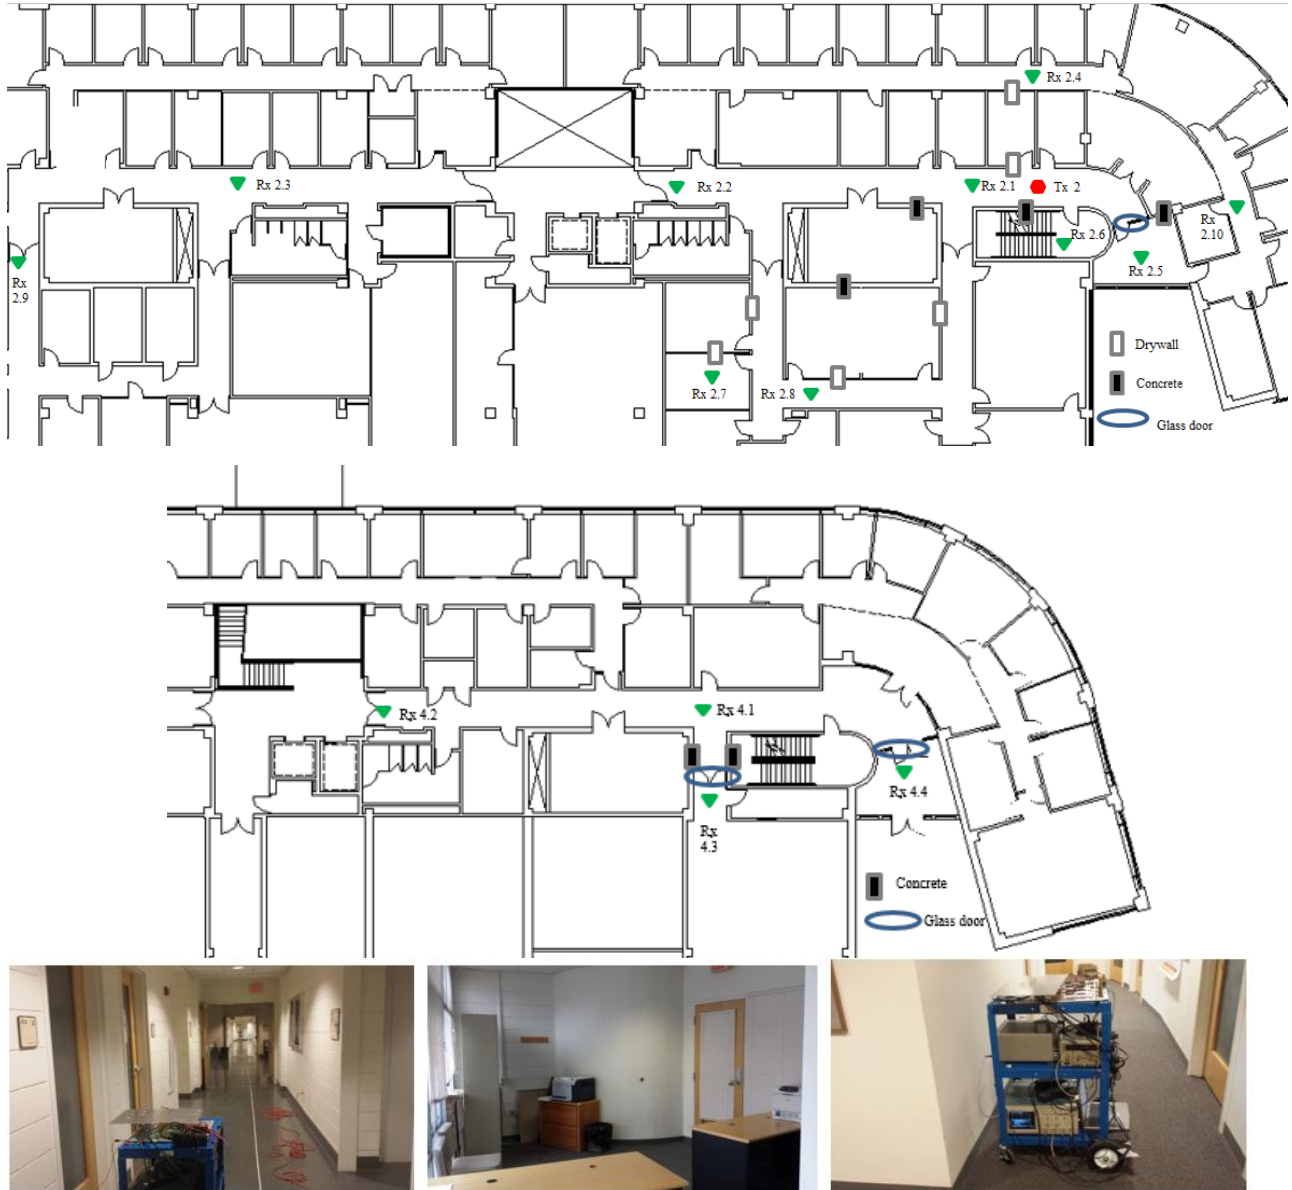 Rx 2.4
Rx 2.3
Rx 2.2
Rx 2.1
Tx 2
Rx
2.10
Rx 2.6
Rx 2.5
Rx
2.9
Drywall
Rx 2.7
Rx 2.8
Concrete
Glass door
Rx 4.2
Rx 4.1
Rx 4.4
Rx
4.3
Concrete
Glass door